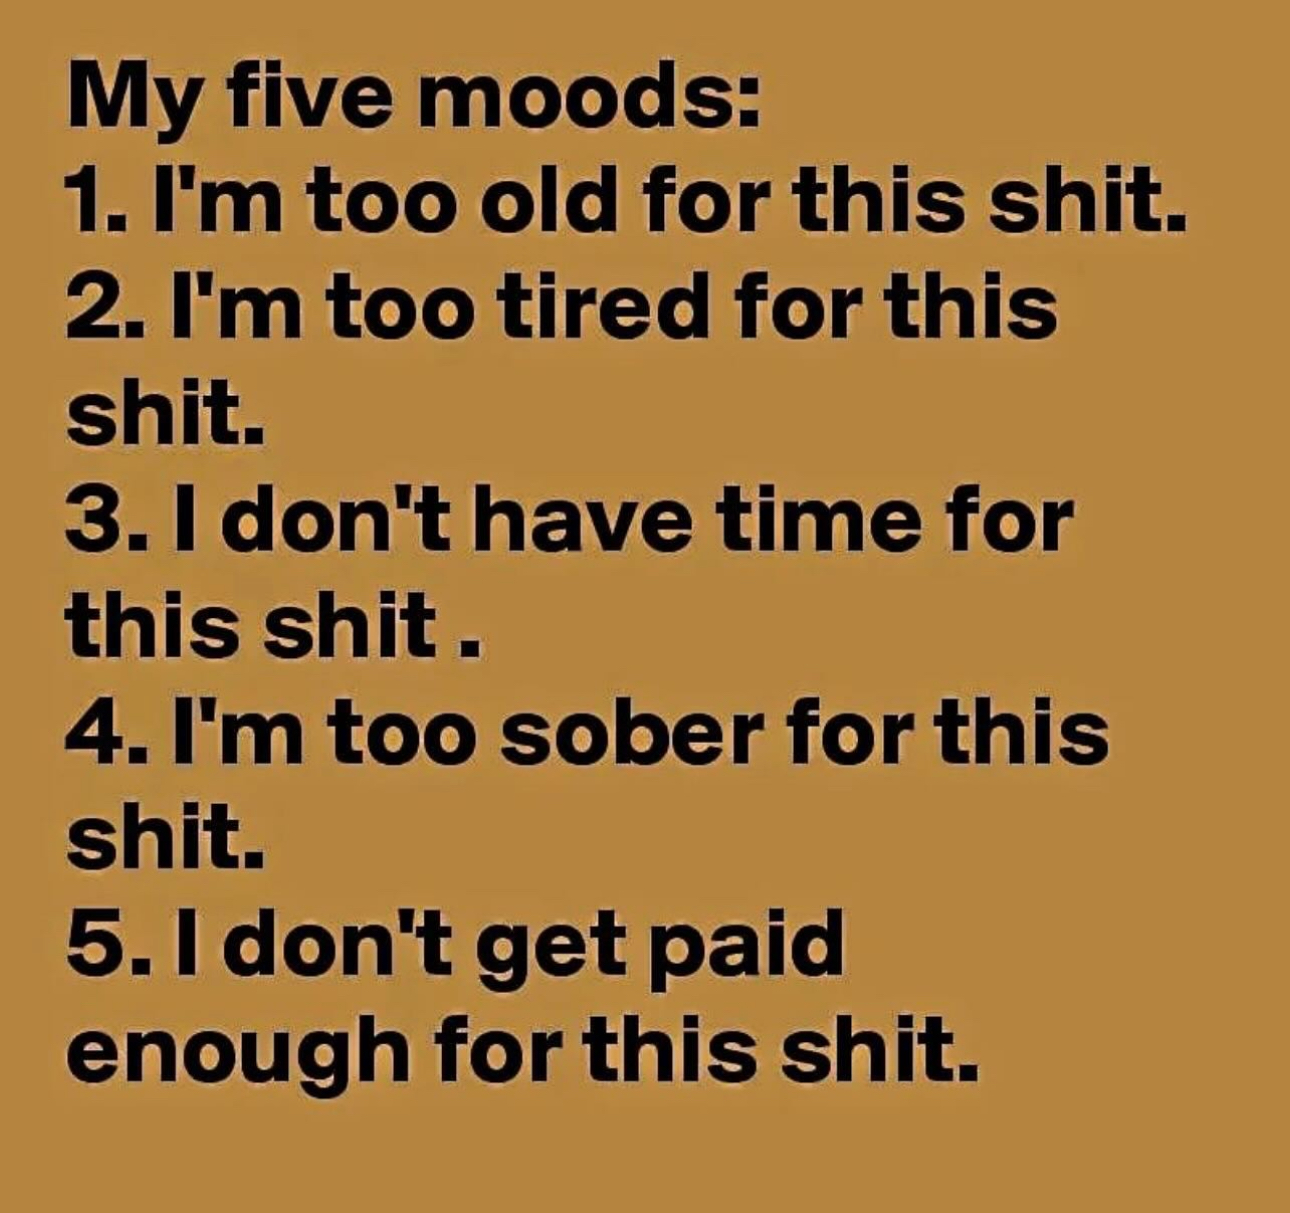 My five moods:
1. I'm too old for this shit.
2. I'm too tired for this
shit.
3. I don't have time for
this shit .
4. I'm too sober for this
shit.
5. I don't get paid
enough for this shit.